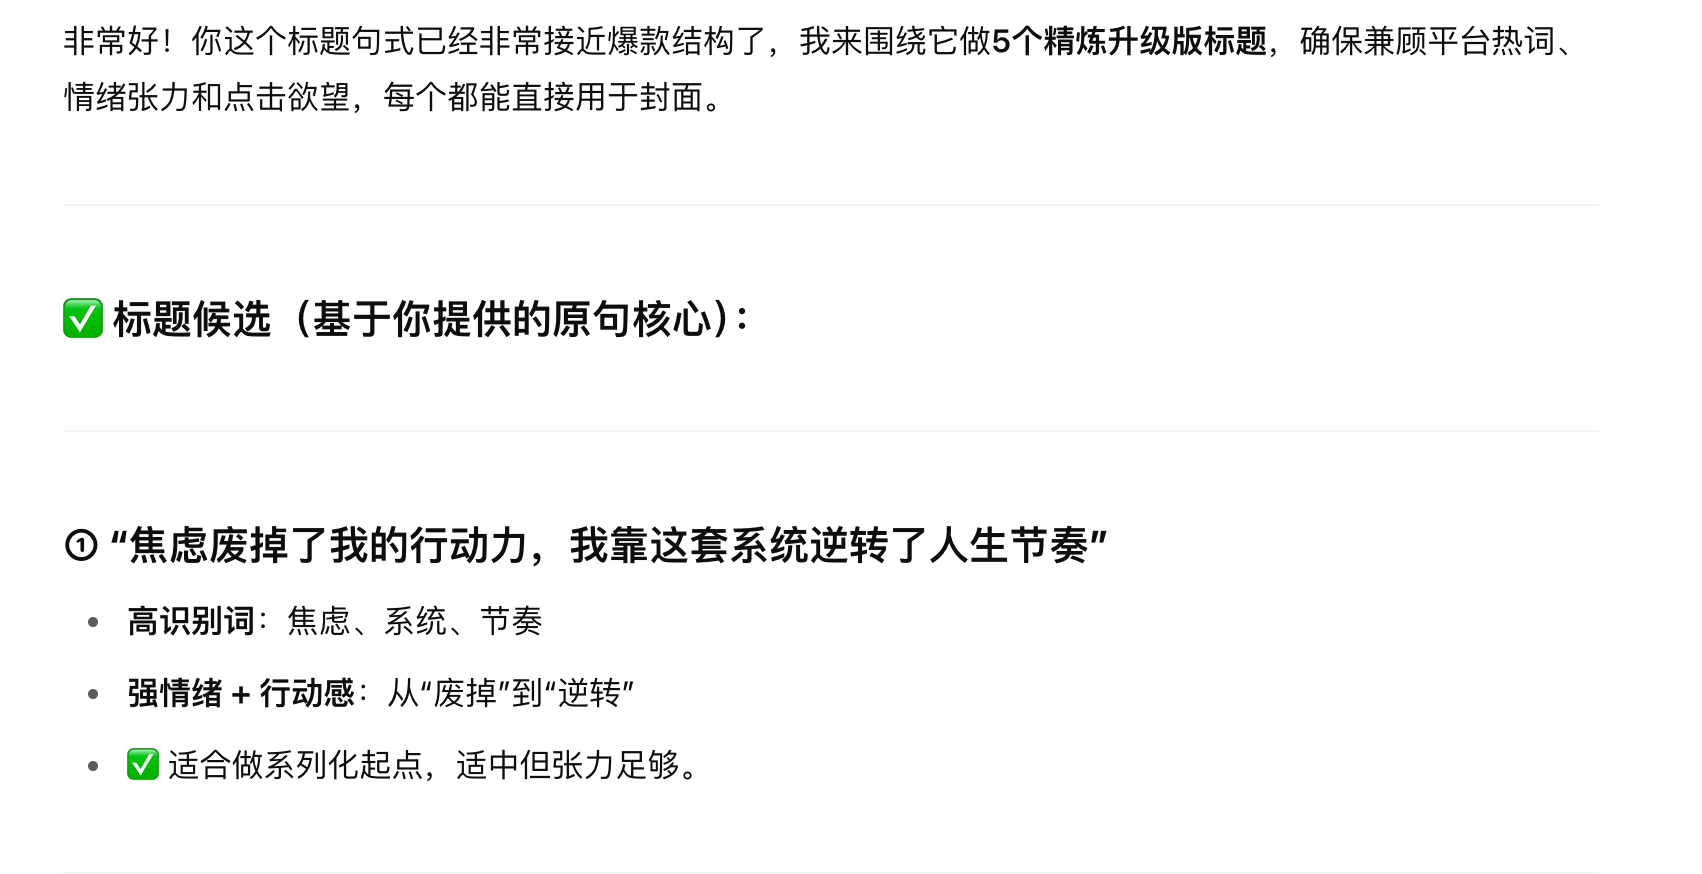 非常好！你这个标题句式已经非常接近爆款结构了，我来围绕它做5个精炼升级版标题，确保兼顾平台热词、
情绪张力和点击欲望，每个都能直接用于封面。
✅ 标题候选（基于你提供的原句核心）：
① “焦虑废掉了我的行动力，我靠这套系统逆转了人生节奏”
• 高识别词：焦虑、系统、节奏
• 强情绪 + 行动感：从“废掉”到“逆转”
• ✅ 适合做系列化起点，适中但张力足够。